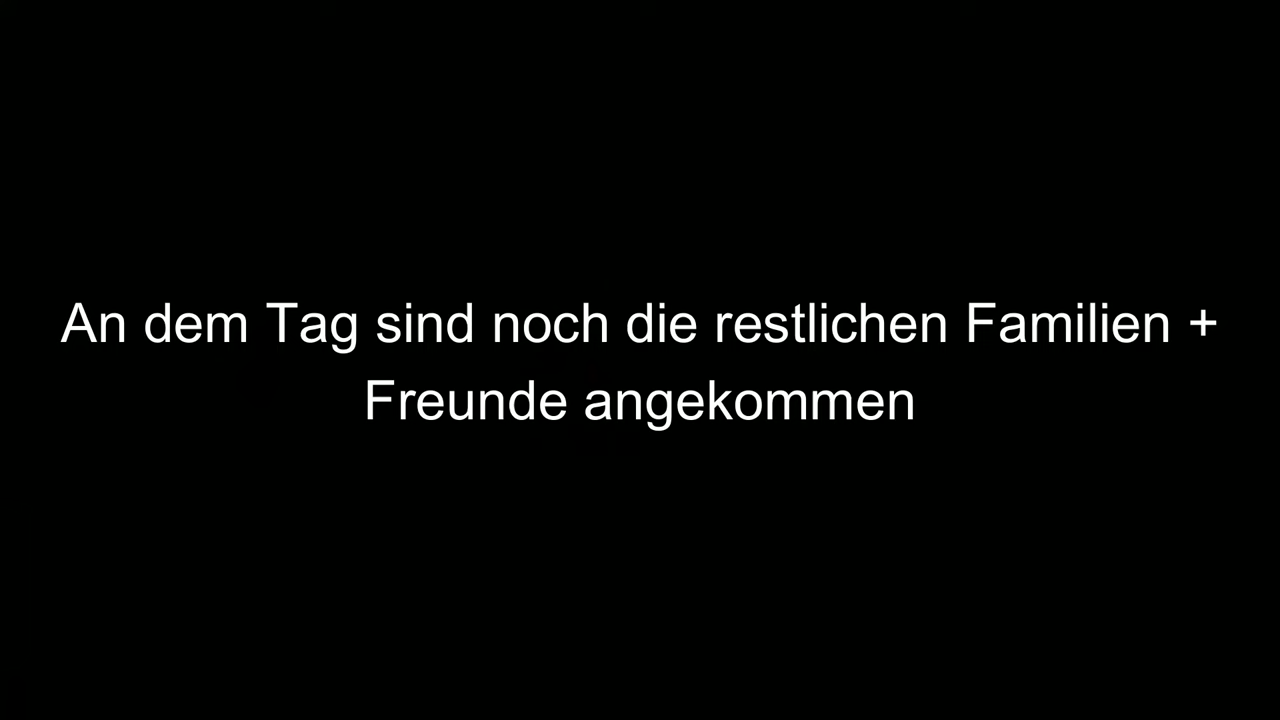 An dem Tag sind noch die restlichen Familien +
Freunde angekommen